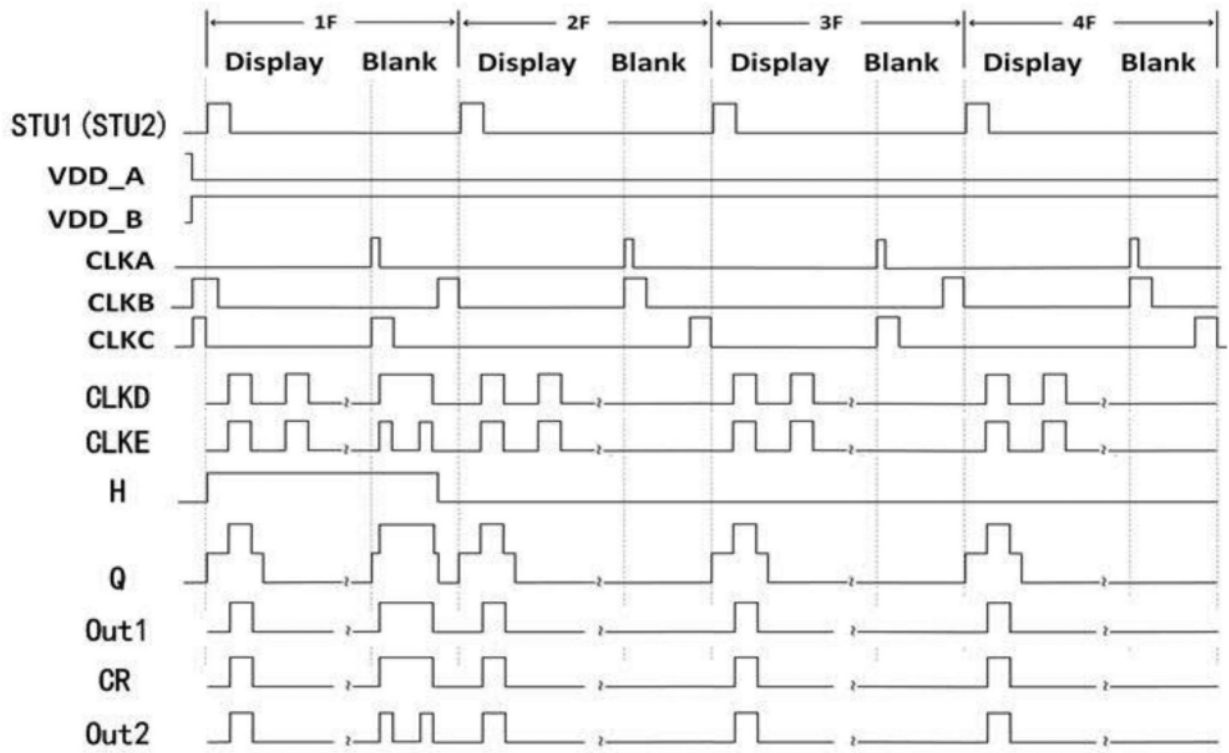 1F 2F 3F 4F
Display Blank Display Blank Display Blank Display Blank
STU1(STU2)
VDD_A
VDD_B
CLKA
CLKB
CLKC
CLKD
CLKE
H
Q
Out1
CR
Out2